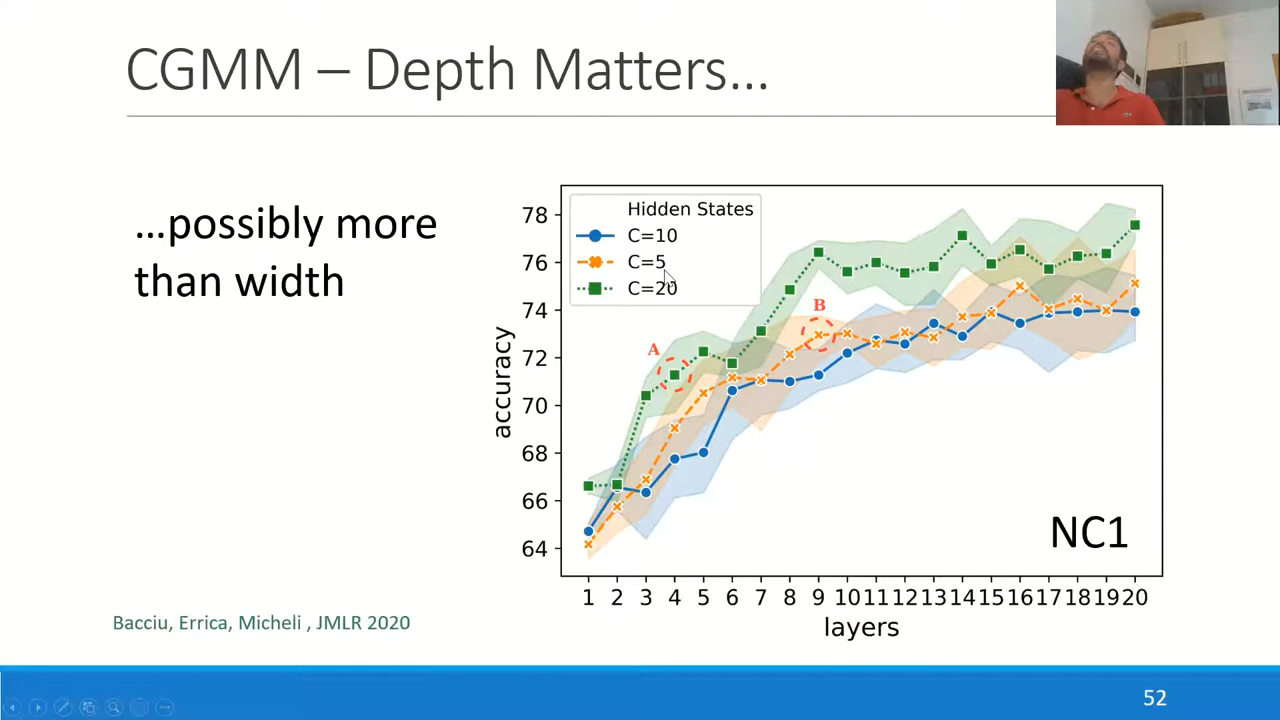 CGMM – Depth Matters...
...possibly more
than width
Hidden States
C=10
C=5
C=20
A
B
78
76
74
72
70
68
66
64
accuracy
NC1
1 2 3 4 5 6 7 8 9 10 11 12 13 14 15 16 17 18 19 20
layers
Bacciu, Errica, Micheli , JMLR 2020
52